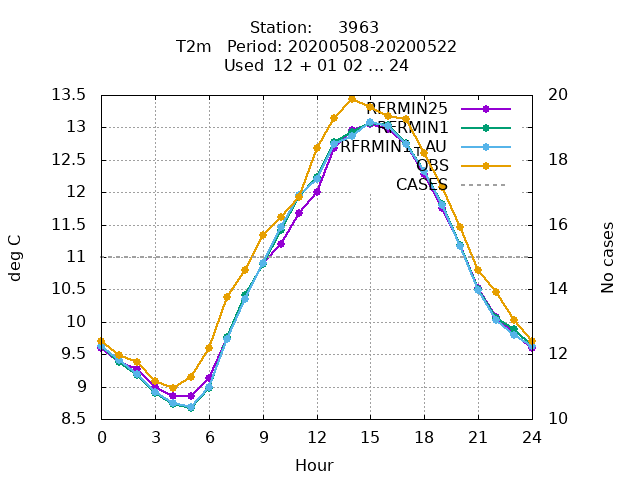 Station: 3963
T2m Period: 20200508-20200522
Used 12 + 01 02 ... 24
13.5
13
12.5
12
11.5
11
10.5
10
9.5
9
8.5
deg C
20
18
16
14
12
10
No cases
RFRMIN25
RFRMIN1
RFRMIN1_AU
OBS
CASES
0 3 6 9 12 15 18 21 24
Hour